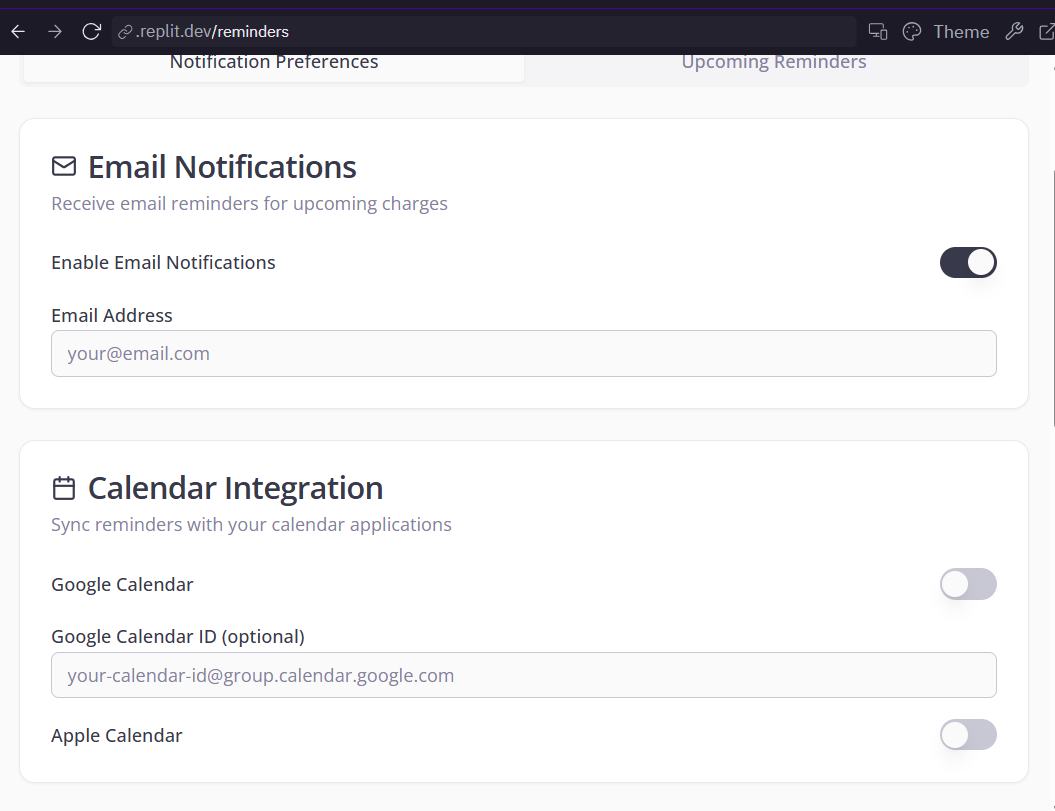 .replit.dev/reminders
Theme
Notification Preferences
Upcoming Reminders
Email Notifications
Receive email reminders for upcoming charges
Enable Email Notifications
Email Address
your@email.com
Calendar Integration
Sync reminders with your calendar applications
Google Calendar
Google Calendar ID (optional)
your-calendar-id@group.calendar.google.com
Apple Calendar